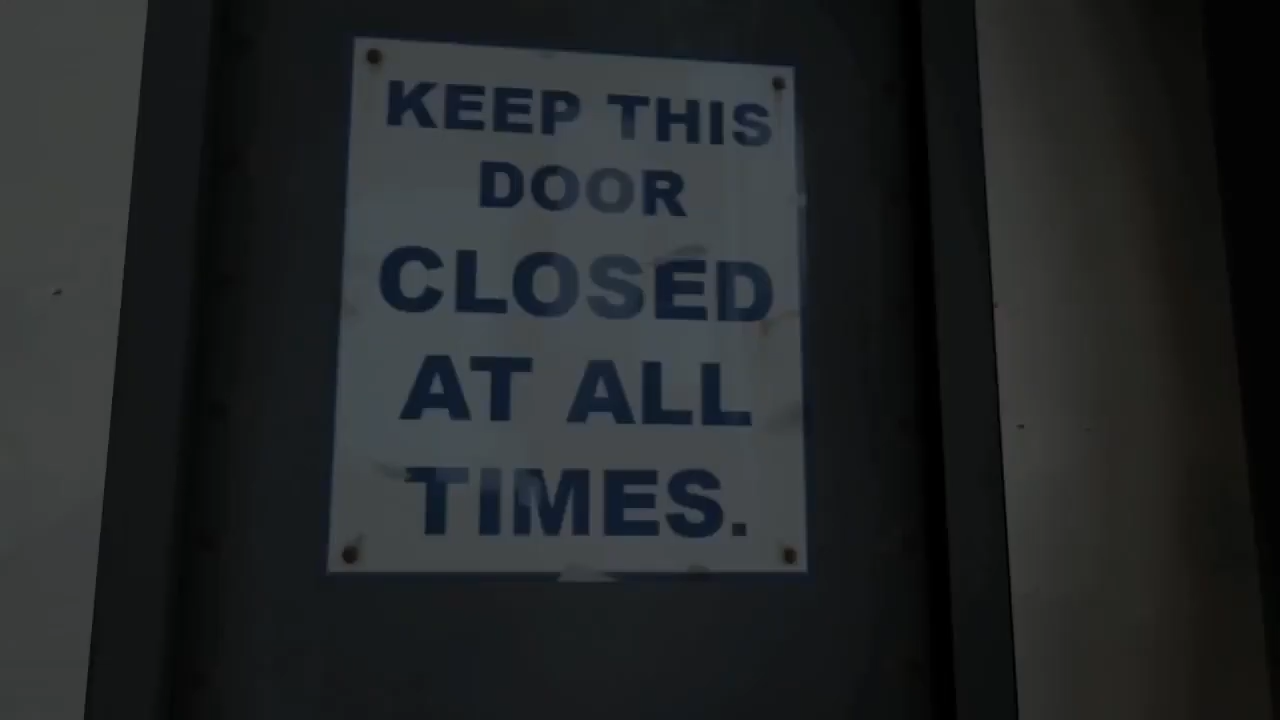 KEEP THIS
DOOR
CLOSED
AT ALL
TIMES.